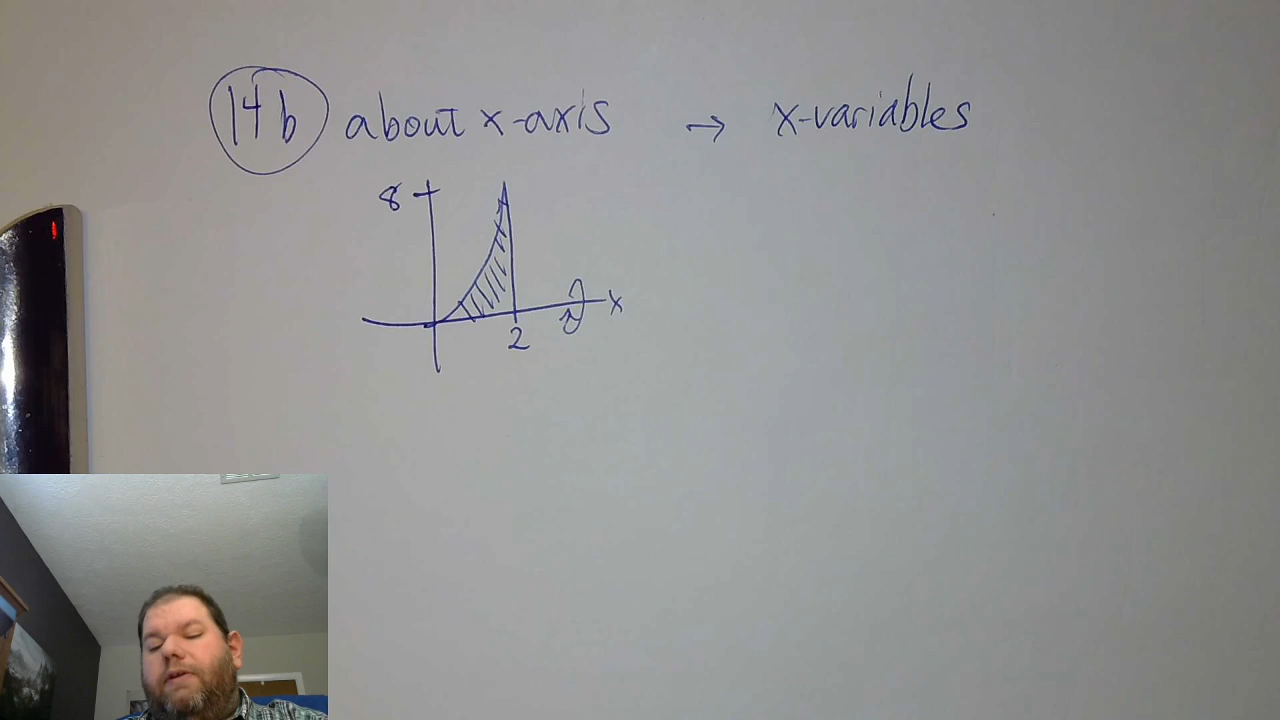 14b about x-axis → x-variables
8
x
2